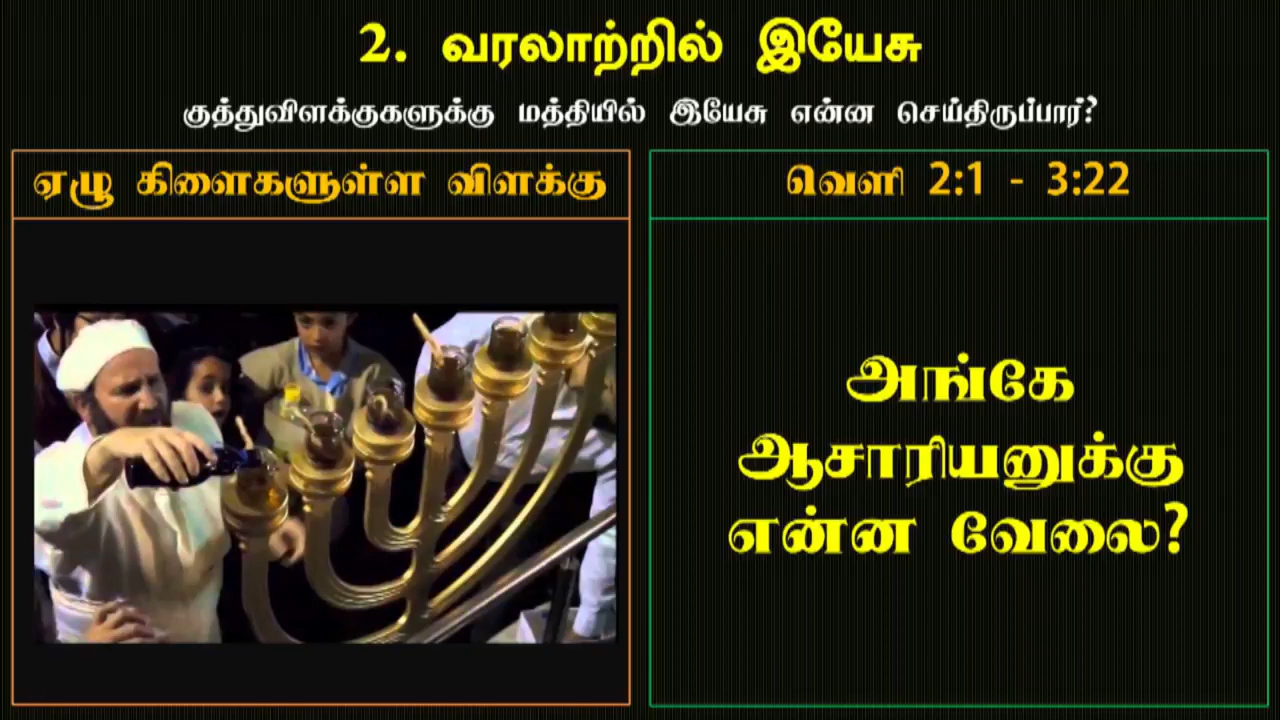 2. வரலாற்றில் இயேசு
குத்துவிளக்குகளுக்கு மத்தியில் இயேசு என்ன செய்திருப்பார்?
ஏழு கிளைகளுள்ள விளக்கு
வெளி 2:1 - 3:22
அங்கே
ஆசாரியனுக்கு
என்ன வேலை?